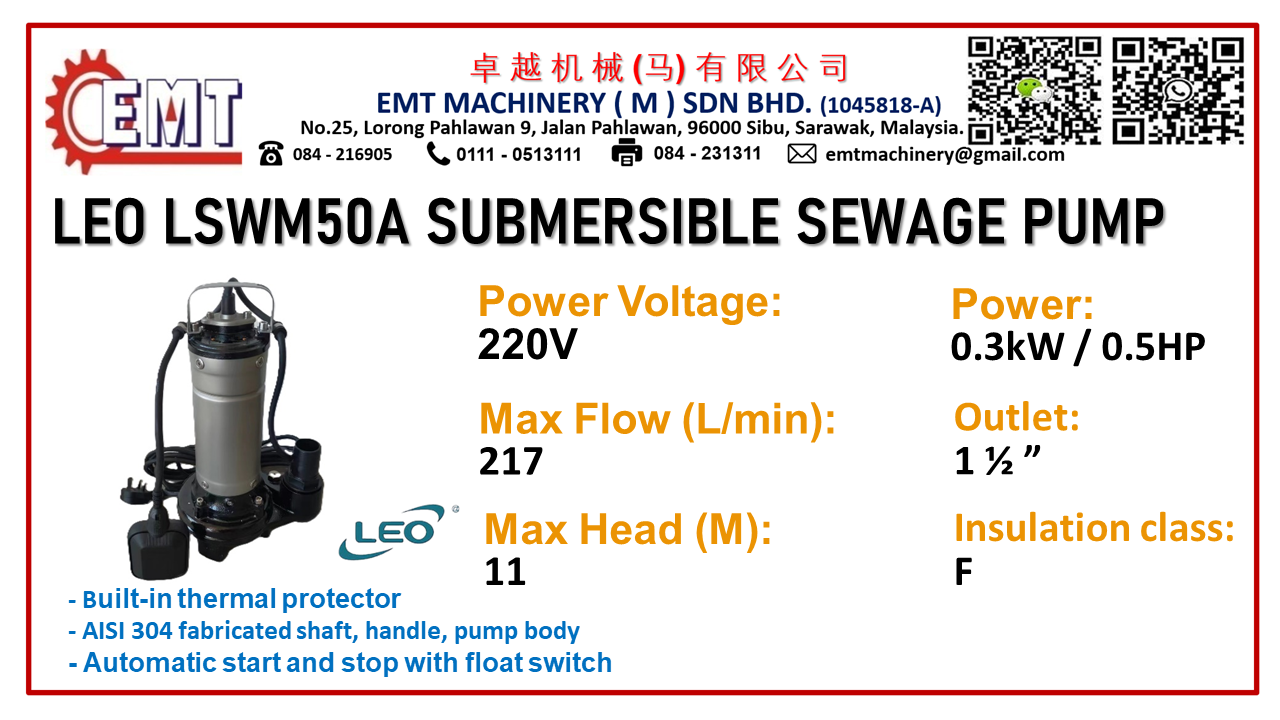 EMT
卓越机械(马)有限公司
EMT MACHINERY ( M ) SDN BHD. (1045818-A)
No.25, Lorong Pahlawan 9, Jalan Pahlawan, 96000 Sibu, Sarawak, Malaysia.
084 - 216905 0111 - 0513111 084 - 231311 emtmachinery@gmail.com
LEO LSWM50A SUBMERSIBLE SEWAGE PUMP
Power Voltage:
220V
Power:
0.3kW / 0.5HP
Max Flow (L/min):
217
Outlet:
1 ½ ”
Max Head (M):
11
Insulation class:
F
LEO
- Built-in thermal protector
- AISI 304 fabricated shaft, handle, pump body
- Automatic start and stop with float switch